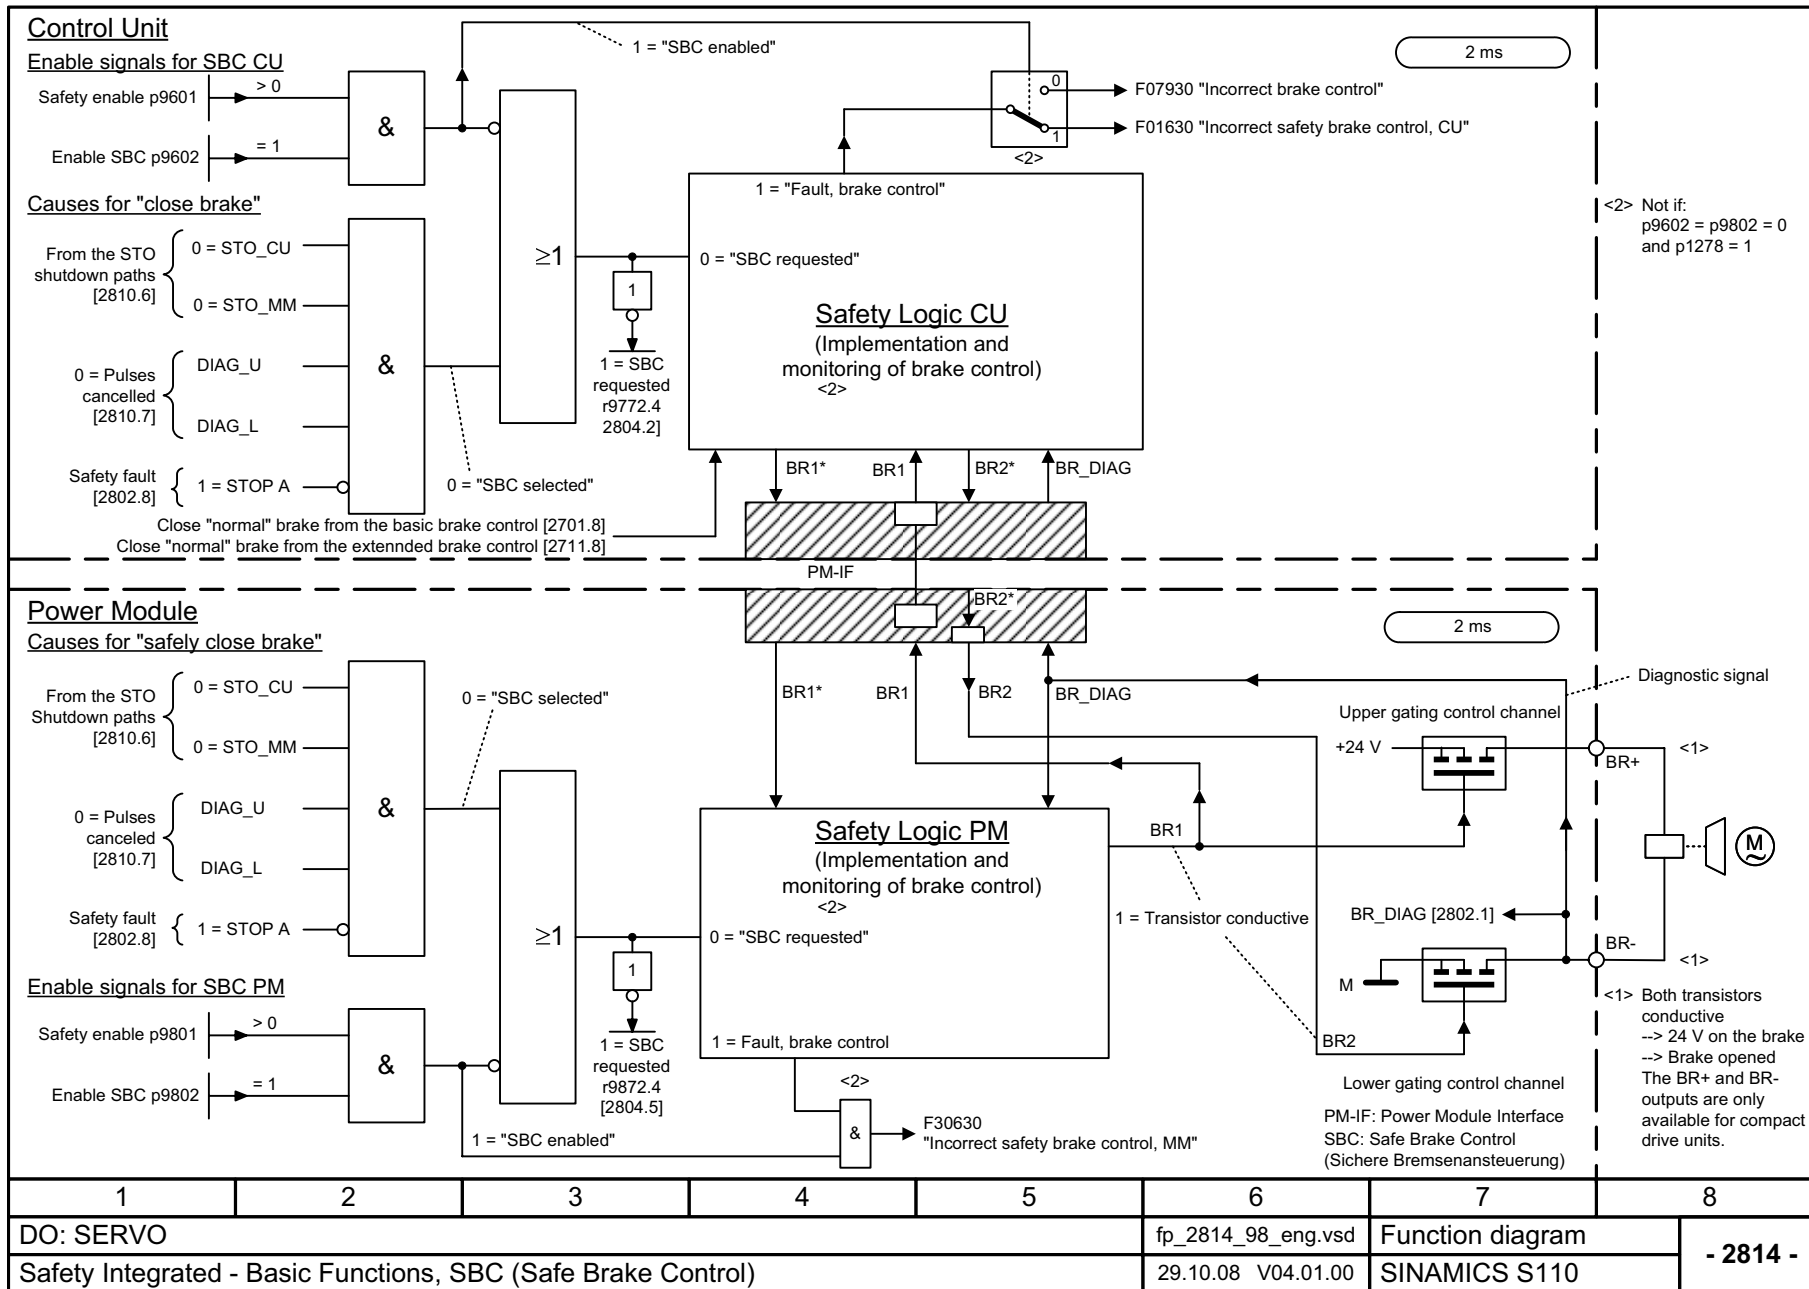 Control Unit
Enable signals for SBC CU
Safety enable p9601
> 0
Enable SBC p9602
= 1
&
1 = "SBC enabled"
2 ms
0
1
F07930 "Incorrect brake control"
F01630 "Incorrect safety brake control, CU"
<2>
Causes for "close brake"
From the STO
shutdown paths
[2810.6]
0 = STO_CU
0 = STO_MM
0 = Pulses
cancelled
[2810.7]
DIAG_U
DIAG_L
Safety fault
[2802.8]
1 = STOP A
&
0 = "SBC selected"
≥1
1
1 = SBC
requested
r9772.4
2804.2]
1 = "Fault, brake control"
0 = "SBC requested"
Safety Logic CU
(Implementation and
monitoring of brake control)
<2>
<2> Not if:
p9602 = p9802 = 0
and p1278 = 1
Close "normal" brake from the basic brake control [2701.8]
Close "normal" brake from the extennded brake control [2711.8]
BR1*
BR1
BR2*
BR_DIAG
PM-IF
BR2*
Power Module
Causes for "safely close brake"
From the STO
Shutdown paths
[2810.6]
0 = STO_CU
0 = STO_MM
0 = Pulses
canceled
[2810.7]
DIAG_U
DIAG_L
Safety fault
[2802.8]
1 = STOP A
&
0 = "SBC selected"
≥1
1
1 = SBC
requested
r9872.4
[2804.5]
Enable signals for SBC PM
Safety enable p9801
> 0
Enable SBC p9802
= 1
&
1 = "SBC enabled"
BR1*
BR1
BR2
BR_DIAG
2 ms
Diagnostic signal
Upper gating control channel
+24 V
BR+
<1>
Safety Logic PM
(Implementation and
monitoring of brake control)
<2>
0 = "SBC requested"
1 = Fault, brake control
BR1
1 = Transistor conductive
BR_DIAG [2802.1]
M
M
~
BR-
<1>
BR2
Lower gating control channel
<2>
&
F30630
"Incorrect safety brake control, MM"
PM-IF: Power Module Interface
SBC: Safe Brake Control
(Sichere Bremsenansteuerung)
<1> Both transistors
conductive
--> 24 V on the brake
--> Brake opened
The BR+ and BR-
outputs are only
available for compact
drive units.
1 2 3 4 5 6 7 8
DO: SERVO
fp_2814_98_eng.vsd
Function diagram
- 2814 -
Safety Integrated - Basic Functions, SBC (Safe Brake Control)
29.10.08 V04.01.00
SINAMICS S110